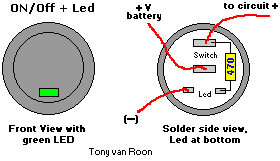 ON/Off + Led
+ V
battery
to circuit +
Switch
470
Led
(—)
Front View with
green LED
Solder side view.
Led at bottom
Tony van Roon